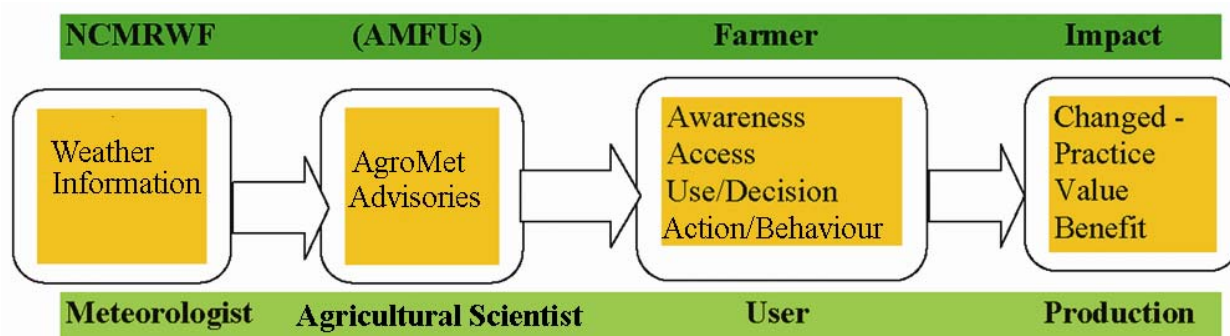 NCMRWF (AMFUs) Farmer Impact
Weather
Information
AgroMet
Advisories
Awareness
Access
Use/Decision
Action/Behaviour
Changed -
Practice
Value
Benefit
Meteorologist Agricultural Scientist User Production